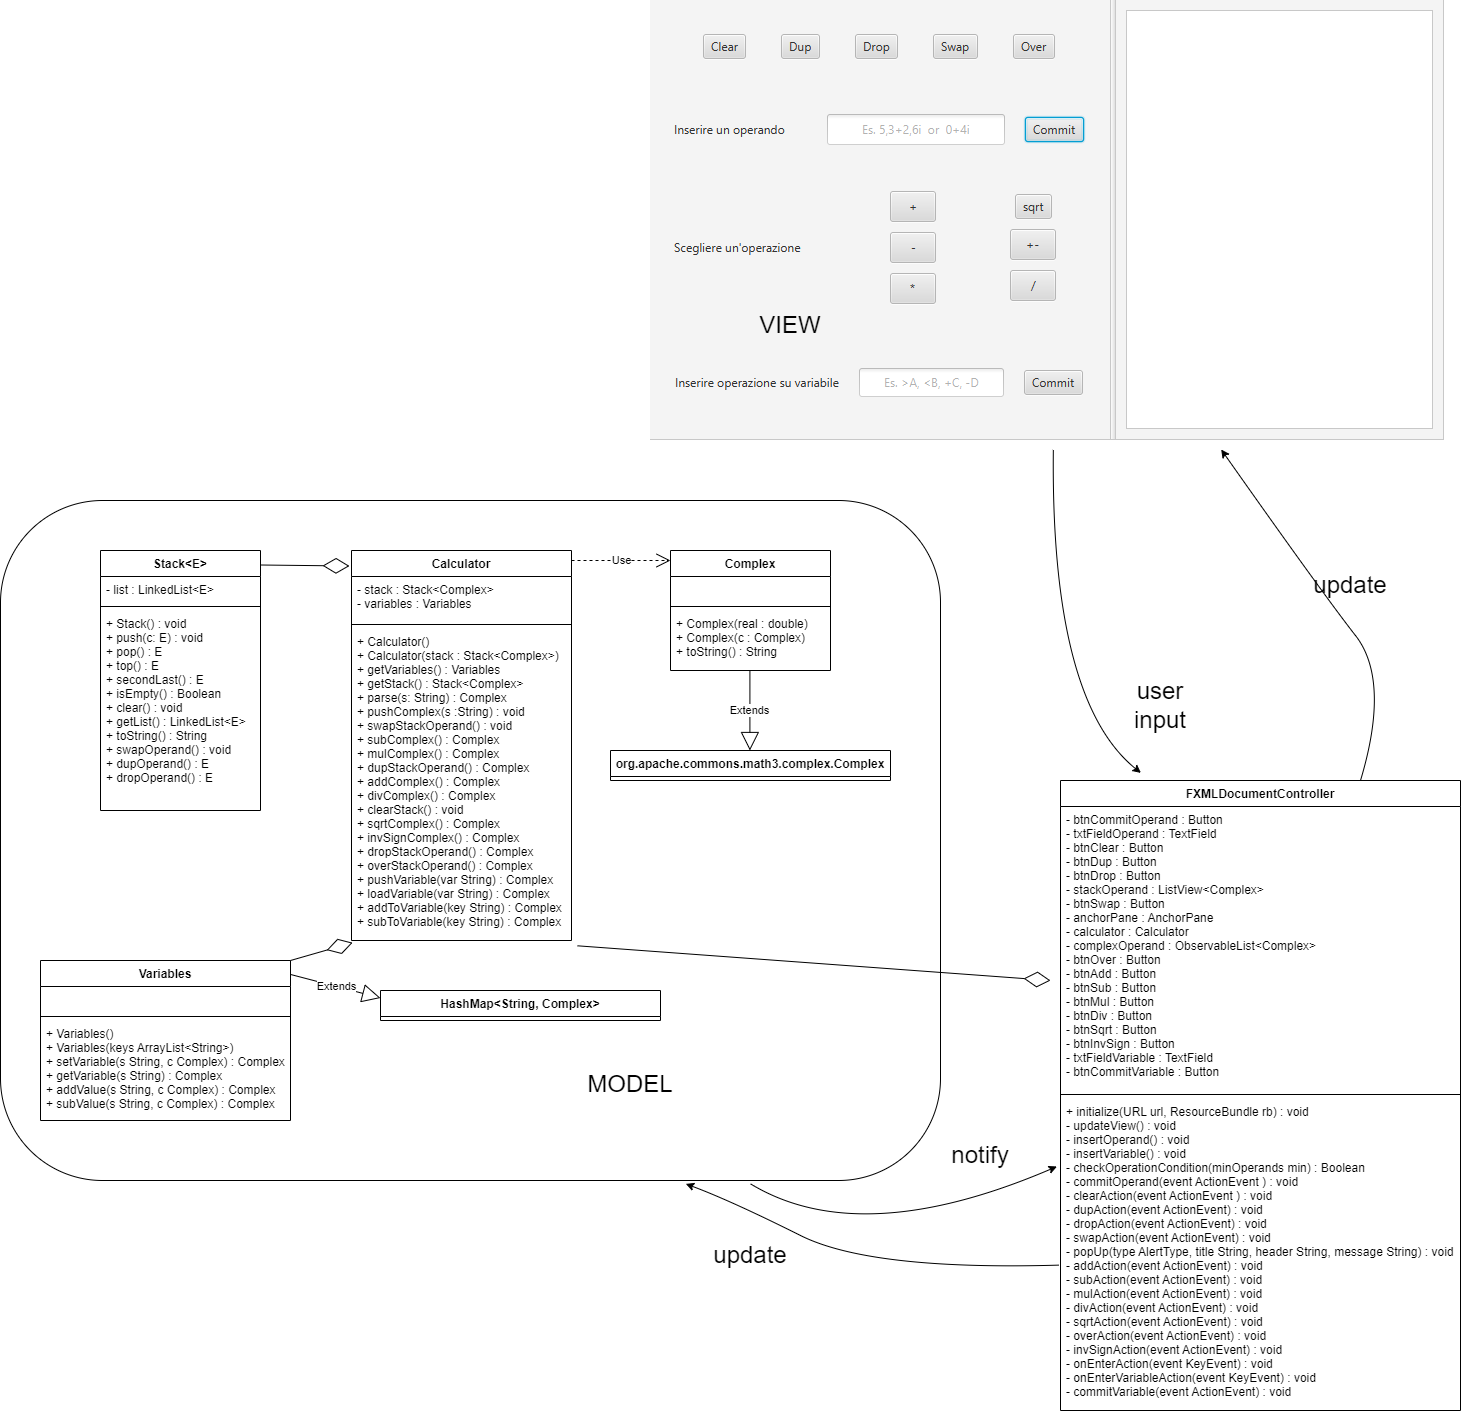 Clear
Dup
Drop
Swap
Over
Inserire un operando
Es. 5,3+2,6i  or  0+4i
Commit
+
sqrt
Scegliere un'operazione
-
+-
*
/
VIEW
Inserire operazione su variabile
Es. >A, <B, +C, -D
Commit
update
user
input
Stack<E>
- list : LinkedList<E>
+ Stack() : void
+ push(c: E) : void
+ pop() : E
+ top() : E
+ secondLast() : E
+ isEmpty() : Boolean
+ clear() : void
+ getList() : LinkedList<E>
+ toString() : String
+ swapOperand() : void
+ dupOperand() : E
+ dropOperand() : E
Calculator
- stack : Stack<Complex>
- variables : Variables
+ Calculator()
+ Calculator(stack : Stack<Complex>)
+ getVariables() : Variables
+ getStack() : Stack<Complex>
+ parse(s: String) : Complex
+ pushComplex(s :String) : void
+ swapStackOperand() : void
+ subComplex() : Complex
+ mulComplex() : Complex
+ dupStackOperand() : Complex
+ addComplex() : Complex
+ divComplex() : Complex
+ clearStack() : void
+ sqrtComplex() : Complex
+ invSignComplex() : Complex
+ dropStackOperand() : Complex
+ overStackOperand() : Complex
+ pushVariable(var String) : Complex
+ loadVariable(var String) : Complex
+ addToVariable(key String) : Complex
+ subToVariable(key String) : Complex
Use
Complex
+ Complex(real : double)
+ Complex(c : Complex)
+ toString() : String
Extends
org.apache.commons.math3.complex.Complex
Variables
+ Variables()
+ Variables(keys ArrayList<String>)
+ setVariable(s String, c Complex) : Complex
+ getVariable(s String) : Complex
+ addValue(s String, c Complex) : Complex
+ subValue(s String, c Complex) : Complex
Extends
HashMap<String, Complex>
MODEL
notify
update
FXMLDocumentController
- btnCommitOperand : Button
- txtFieldOperand : TextField
- btnClear : Button
- btnDup : Button
- btnDrop : Button
- stackOperand : ListView<Complex>
- btnSwap : Button
- anchorPane : AnchorPane
- calculator : Calculator
- complexOperand : ObservableList<Complex>
- btnOver : Button
- btnAdd : Button
- btnSub : Button
- btnMul : Button
- btnDiv : Button
- btnSqrt : Button
- btnInvSign : Button
- txtFieldVariable : TextField
- btnCommitVariable : Button
+ initialize(URL url, ResourceBundle rb) : void
- updateView() : void
- insertOperand() : void
- insertVariable() : void
- checkOperationCondition(minOperands min) : Boolean
- commitOperand(event ActionEvent ) : void
- clearAction(event ActionEvent ) : void
- dupAction(event ActionEvent) : void
- dropAction(event ActionEvent) : void
- swapAction(event ActionEvent) : void
- popUp(type AlertType, title String, header String, message String) : void
- addAction(event ActionEvent) : void
- subAction(event ActionEvent) : void
- mulAction(event ActionEvent) : void
- divAction(event ActionEvent) : void
- sqrtAction(event ActionEvent) : void
- overAction(event ActionEvent) : void
- invSignAction(event ActionEvent) : void
- onEnterAction(event KeyEvent) : void
- onEnterVariableAction(event KeyEvent) : void
- commitVariable(event ActionEvent) : void